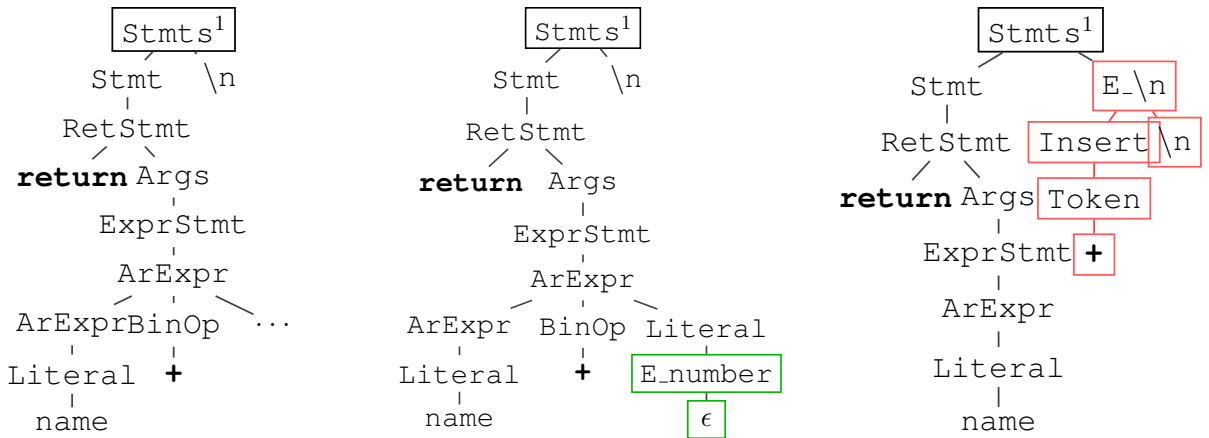 Stmts¹ Stmts¹ Stmts¹
Stmt \n Stmt \n Stmt E_\n
RetStmt RetStmt RetStmt Insert \n
return Args return Args return Args Token
ExprStmt ExprStmt ExprStmt +
ArExpr ArExpr ArExpr
ArExpr BinOp ... ArExpr BinOp Literal
Literal + Literal + E_number Literal
name name ϵ name